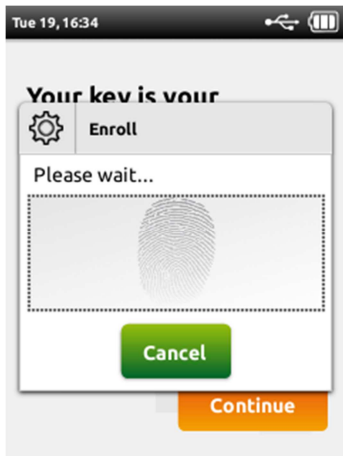 Tue 19, 16:34
Your key is your
Enroll
Please wait...
Cancel
Continue